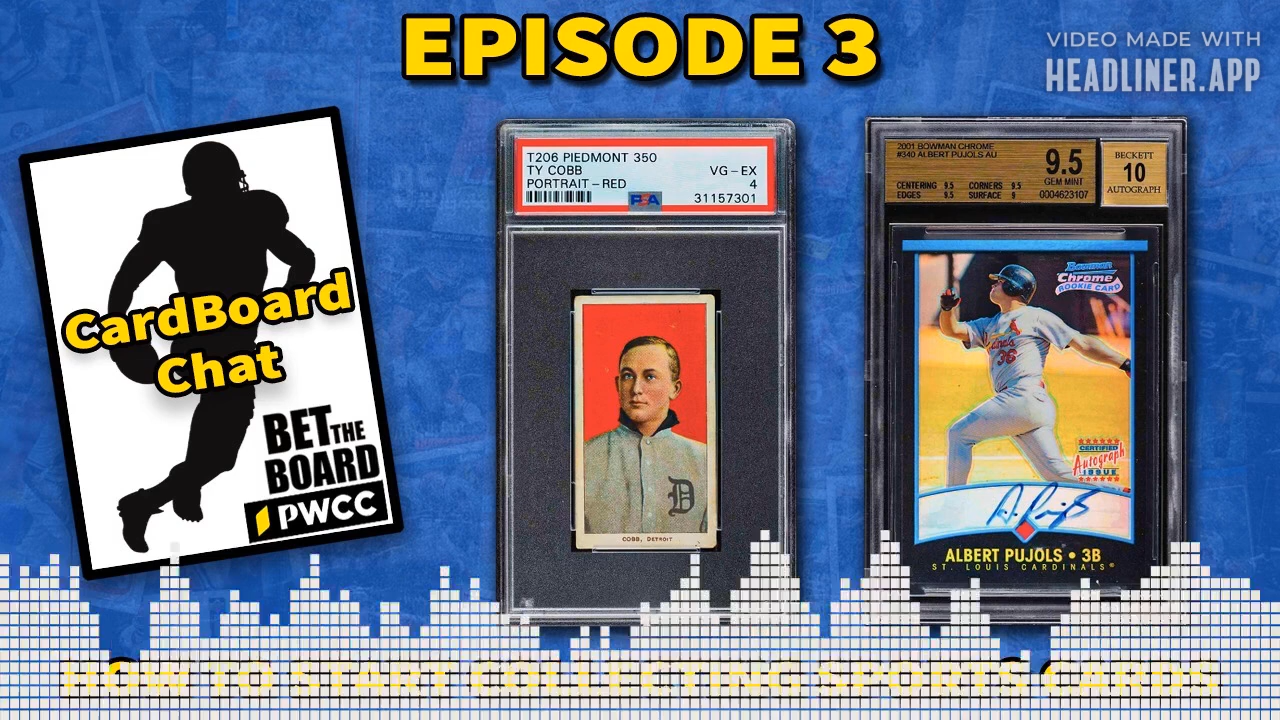 EPISODE 3
VIDEO MADE WITH
HEADLINER.APP
CardBoard
Chat
BET THE
BOARD
PWCC
T206 PIEDMONT 350
TY COBB VG-EX
PORTRAIT-RED 4
PSA 31157301
D
COBB, DETROIT
2001 BOWMAN CHROME
#340 ALBERT PUJOLS AU
9.5
GEM MINT
CENTERING 9.5 CORNERS 9.5
EDGES 9.5 SURFACE 9
0004623107
BECKETT
10
AUTOGRAPH
Bowman
Chrome
ROOKIE CARD
36
CERTIFIED
Autograph
ISSUE
ALBERT PUJOLS • 3B
ST. LOUIS CARDINALS
HOW TO START COLLECTING SPORTS CARDS